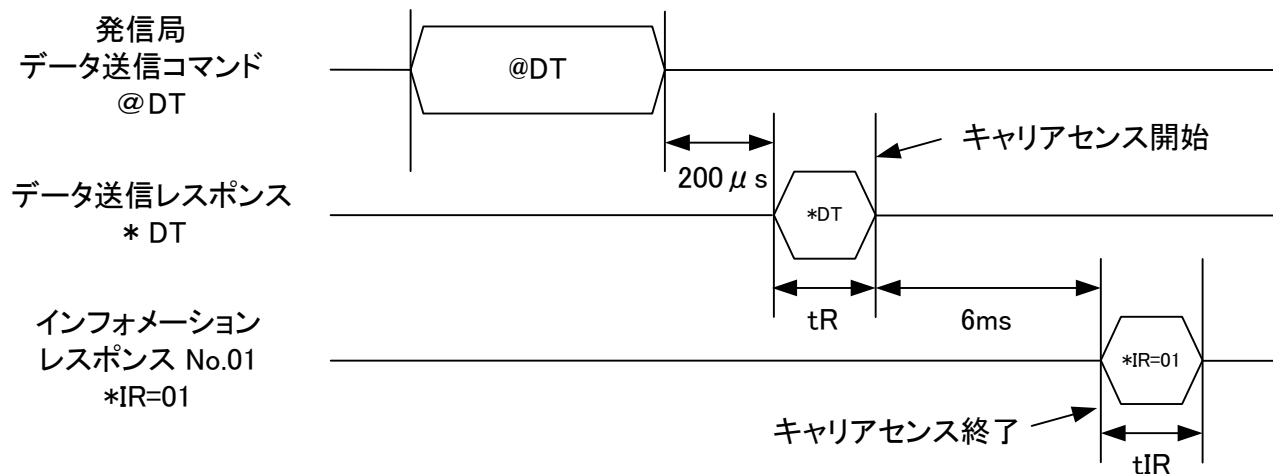 発信局
データ送信コマンド
＠DT
@DT
キャリアセンス開始
200μs
データ送信レスポンス
＊DT
*DT
tR
6ms
インフォメーション
レスポンス No.01
*IR=01
*IR=01
キャリアセンス終了
tIR